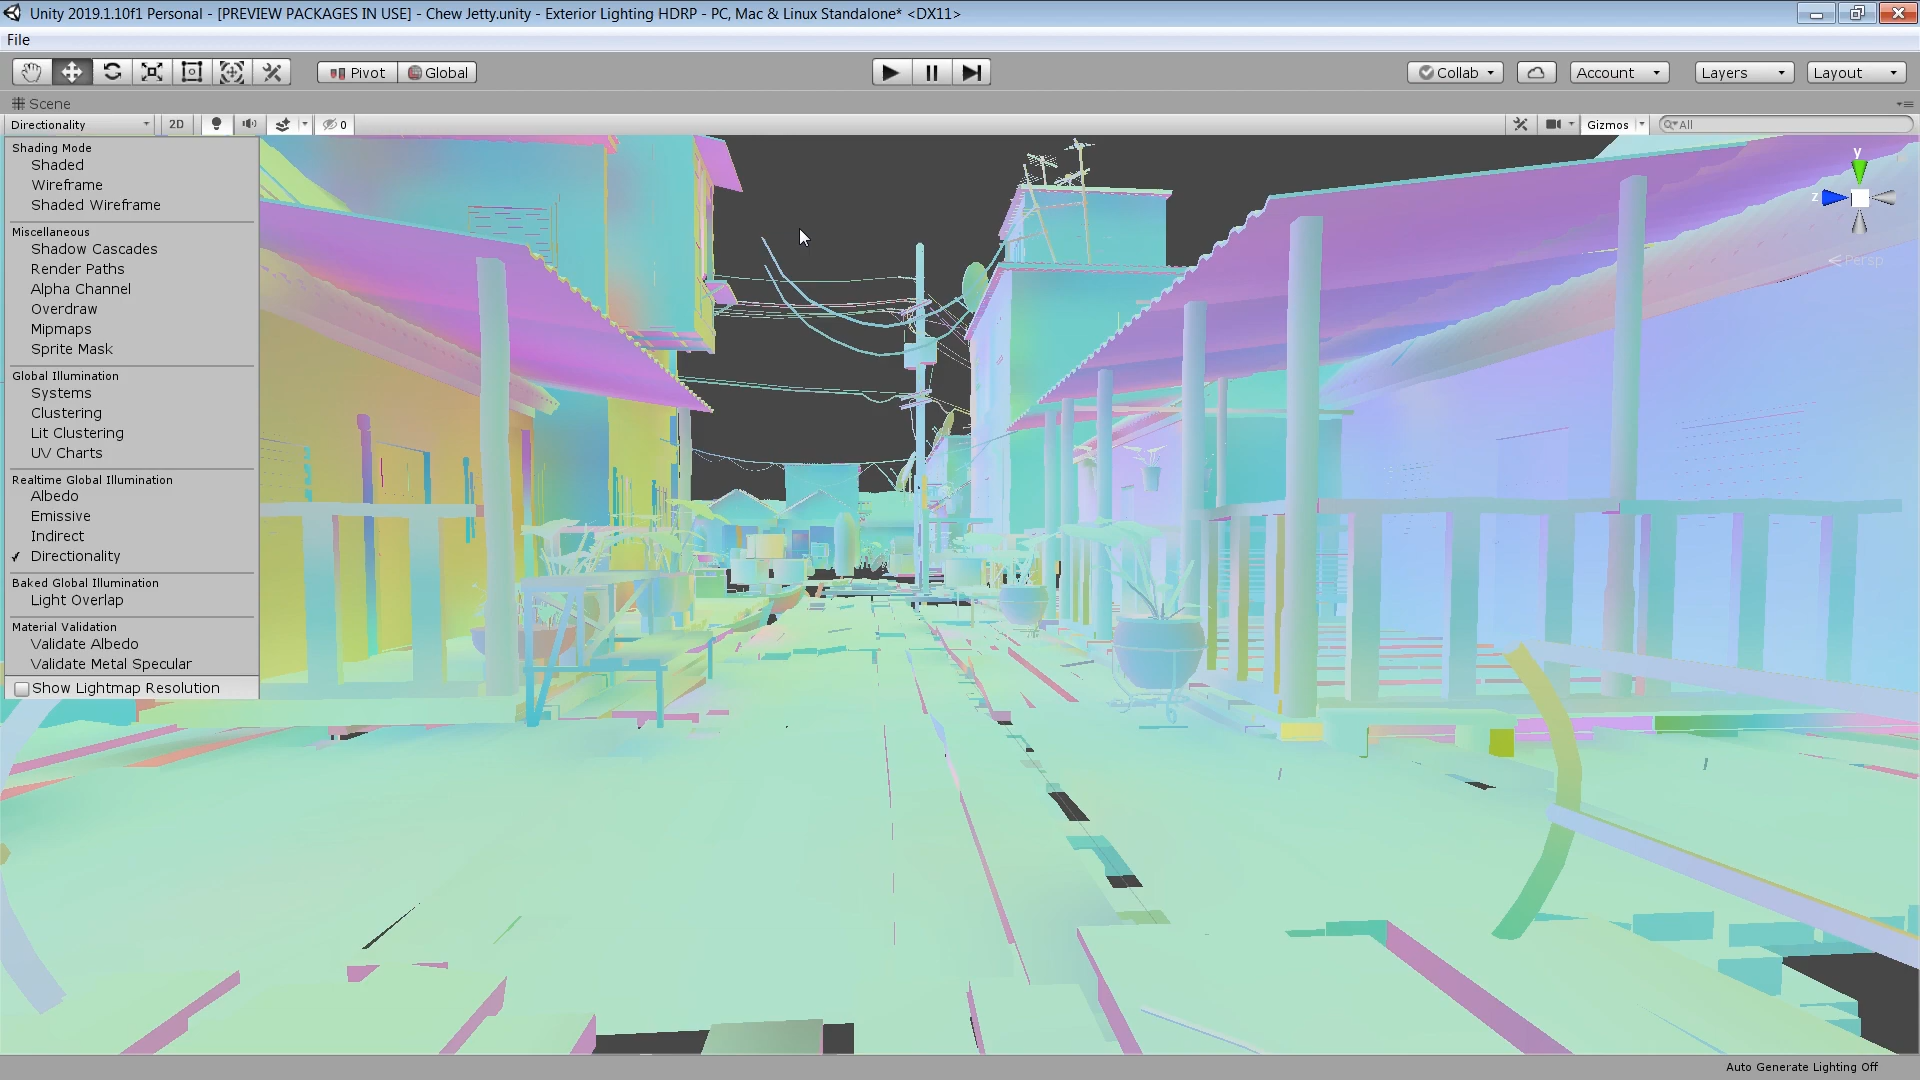 Unity 2019.1.10f1 Personal - [PREVIEW PACKAGES IN USE] - Chew Jetty.unity - Exterior Lighting HDRP - PC, Mac & Linux Standalone* <DX11>
File
Pivot
Global
Collab
Account
Layers
Layout
Scene
Directionality
2D
0
Gizmos
All
Shading Mode
Shaded
Wireframe
Shaded Wireframe
Miscellaneous
Shadow Cascades
Render Paths
Alpha Channel
Overdraw
Mipmaps
Sprite Mask
Global Illumination
Systems
Clustering
Lit Clustering
UV Charts
Realtime Global Illumination
Albedo
Emissive
Indirect
✓ Directionality
Baked Global Illumination
Light Overlap
Material Validation
Validate Albedo
Validate Metal Specular
Show Lightmap Resolution
y
z
Persp
Auto Generate Lighting Off